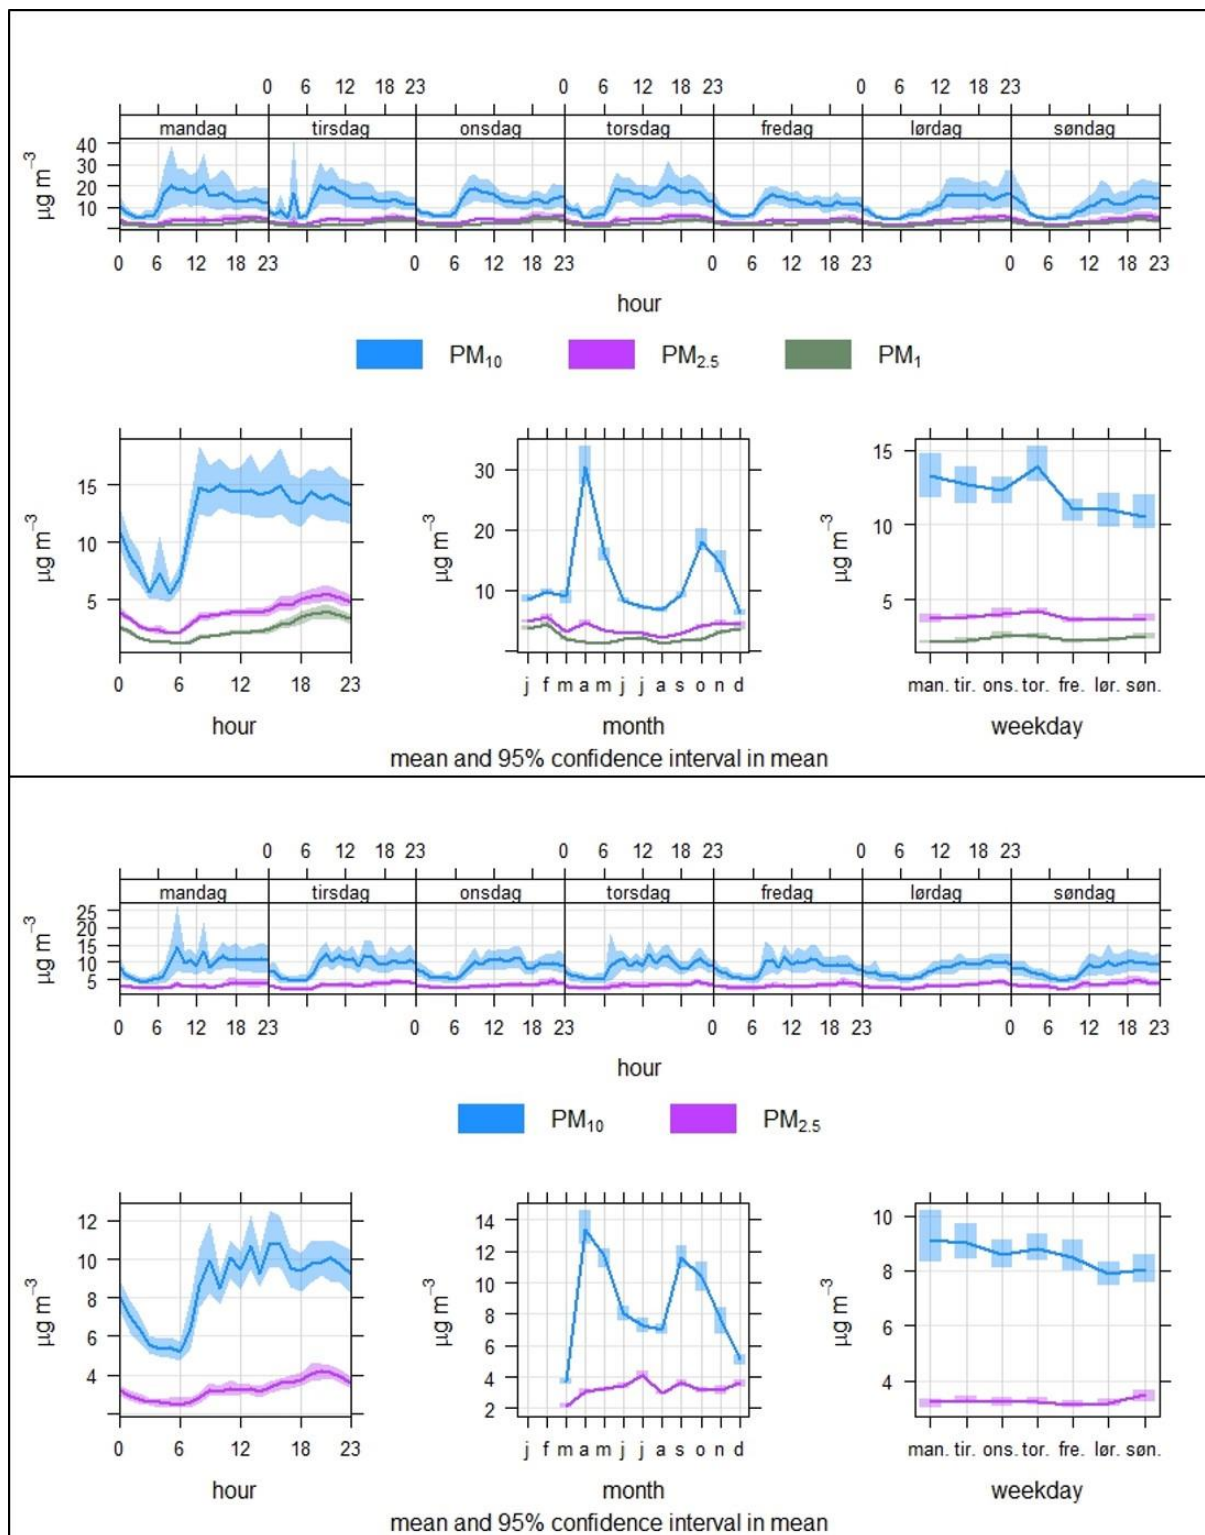 0 6 12 18 23 0 6 12 18 23 0 6 12 18 23
mandag tirsdag onsdag torsdag fredag lørdag søndag
µg m⁻³
40
30
20
10
0 6 12 18 23 0 6 12 18 23 0 6 12 18 23 0 6 12 18 23
hour
PM₁₀ PM₂.₅ PM₁
µg m⁻³
15
10
5
0 6 12 18 23
hour
µg m⁻³
30
20
10
j f m a m j j a s o n d
month
µg m⁻³
15
10
5
man. tir. ons. tor. fre. lør. søn.
weekday
mean and 95% confidence interval in mean
0 6 12 18 23 0 6 12 18 23 0 6 12 18 23
mandag tirsdag onsdag torsdag fredag lørdag søndag
µg m⁻³
25
20
15
10
5
0 6 12 18 23 0 6 12 18 23 0 6 12 18 23 0 6 12 18 23
hour
PM₁₀ PM₂.₅
µg m⁻³
12
10
8
6
4
0 6 12 18 23
hour
µg m⁻³
14
12
10
8
6
4
2
j f m a m j j a s o n d
month
µg m⁻³
10
8
6
4
man. tir. ons. tor. fre. lør. søn.
weekday
mean and 95% confidence interval in mean